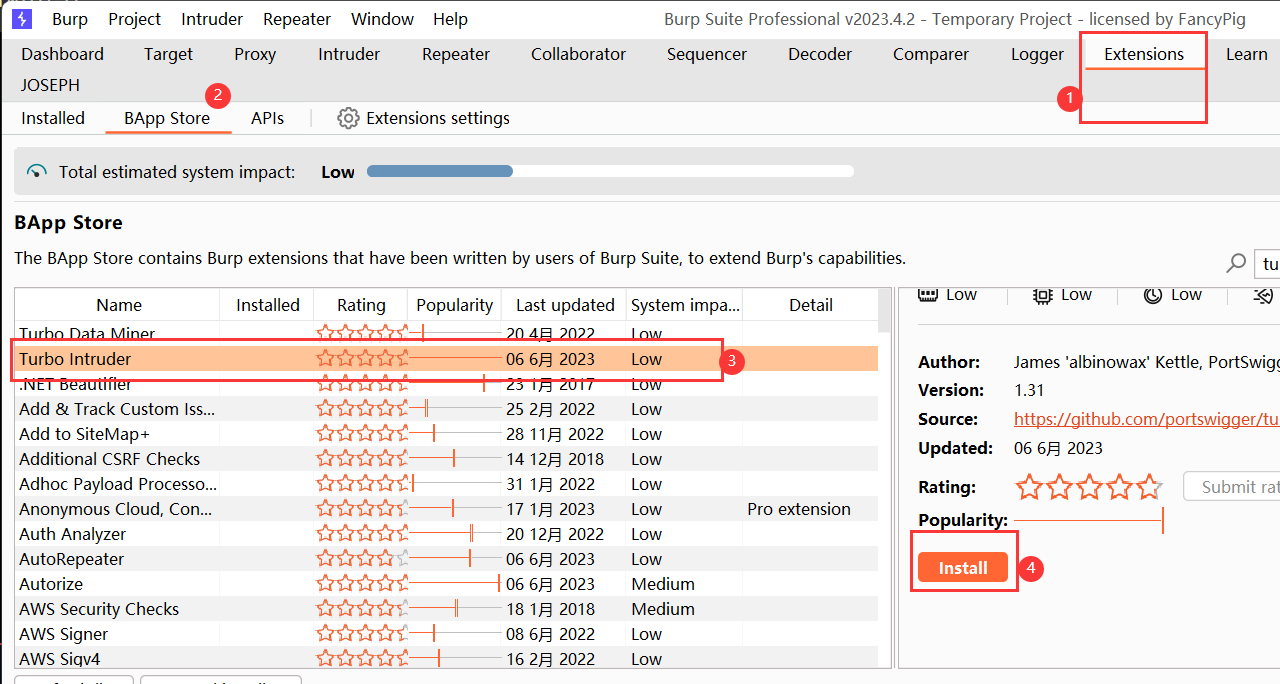 Burp Project Intruder Repeater Window Help Burp Suite Professional v2023.4.2 - Temporary Project - licensed by FancyPig
Dashboard Target Proxy Intruder Repeater Collaborator Sequencer Decoder Comparer Logger Extensions Learn
JOSEPH
2
1
Installed BApp Store APIs Extensions settings
Total estimated system impact: Low
BApp Store
The BApp Store contains Burp extensions that have been written by users of Burp Suite, to extend Burp's capabilities.
tu
Name Installed Rating Popularity Last updated System impa... Detail
Turbo Data Miner 20 4月 2022 Low
Turbo Intruder 06 6月 2023 Low
3
.NET Beautifier 23 1月 2017 Low
Add & Track Custom Iss... 25 2月 2022 Low
Add to SiteMap+ 28 11月 2022 Low
Additional CSRF Checks 14 12月 2018 Low
Adhoc Payload Processo... 31 1月 2022 Low
Anonymous Cloud, Con... 17 1月 2023 Low Pro extension
Auth Analyzer 20 12月 2022 Low
AutoRepeater 06 6月 2023 Low
Autorize 06 6月 2023 Medium
AWS Security Checks 18 1月 2018 Medium
AWS Signer 08 6月 2022 Low
AWS Sigv4 16 2月 2022 Low
Low Low Low
Author: James 'albinowax' Kettle, PortSwigg
Version: 1.31
Source: https://github.com/portswigger/tu
Updated: 06 6月 2023
Rating: Submit rat
Popularity:
Install
4